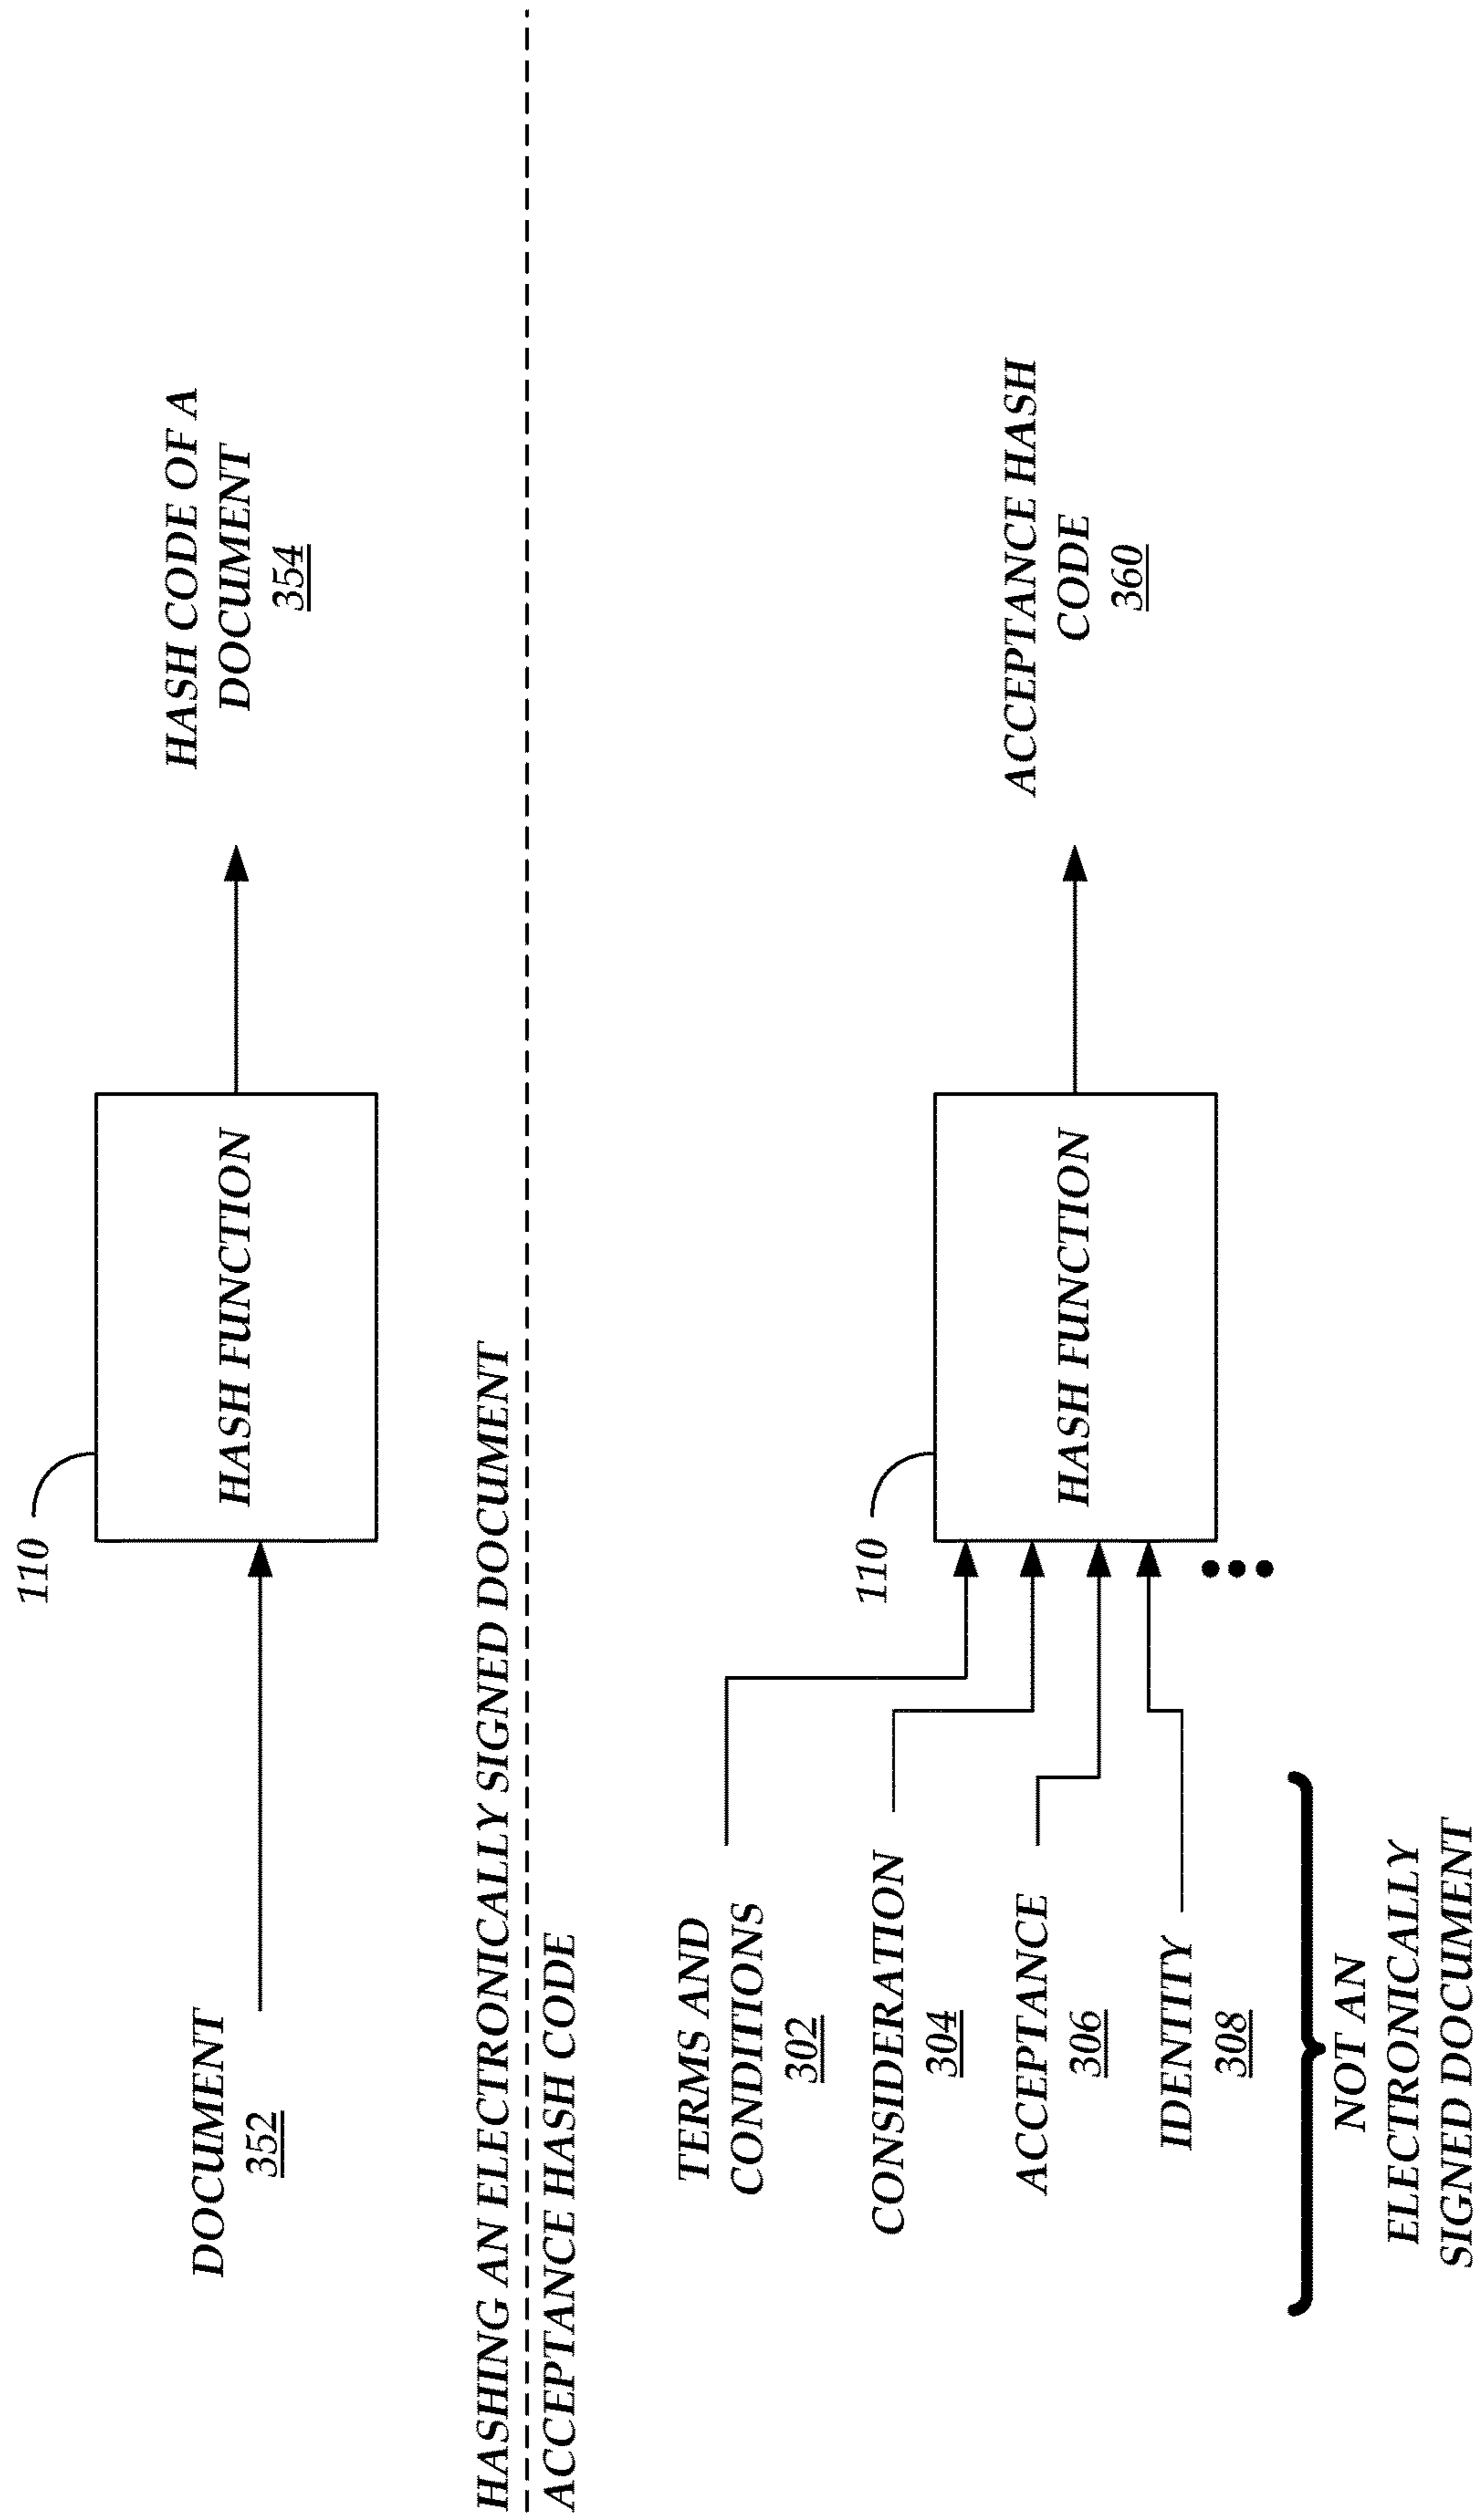 110
DOCUMENT
352
HASH FUNCTION
HASH CODE OF A
DOCUMENT
354
HASHING AN ELECTRONICALLY SIGNED DOCUMENT
ACCEPTANCE HASH CODE
TERMS AND
CONDITIONS
302
CONSIDERATION
304
ACCEPTANCE
306
IDENTITY
308
NOT AN
ELECTRONICALLY
SIGNED DOCUMENT
110
HASH FUNCTION
ACCEPTANCE HASH
CODE
360